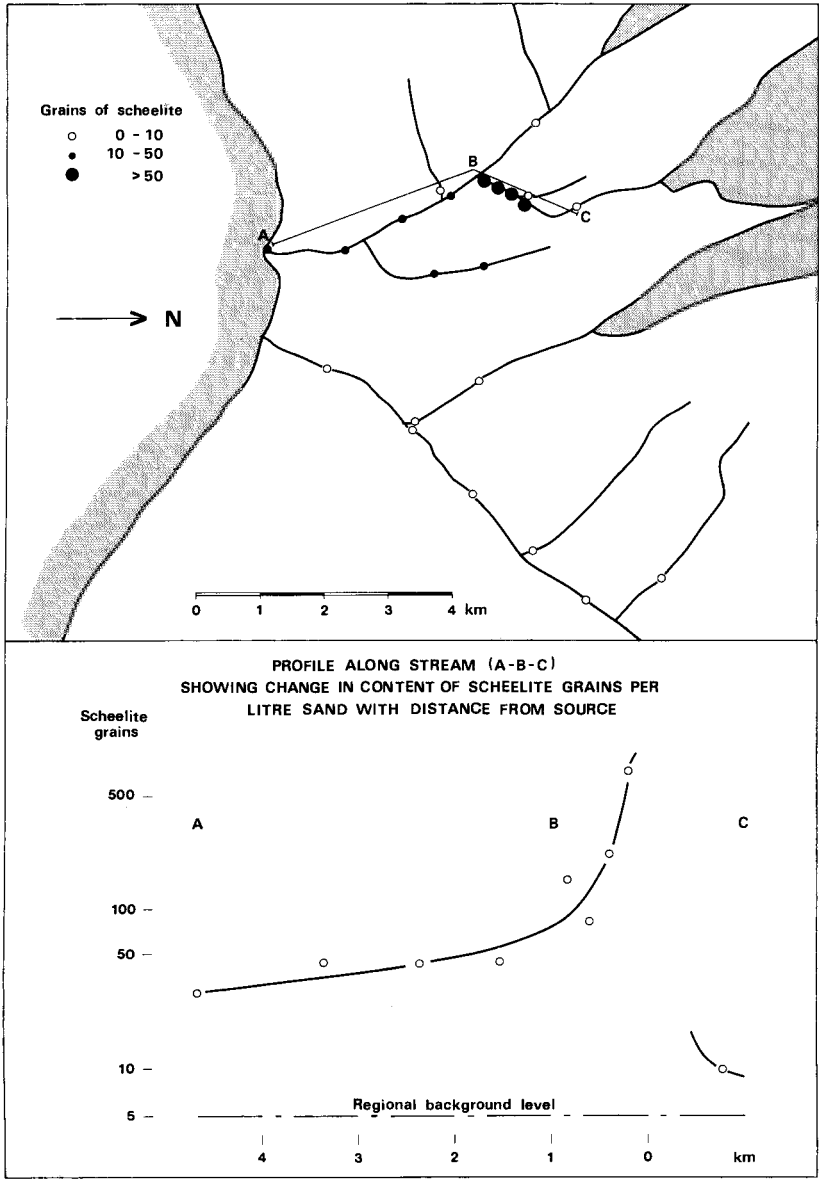 Grains of scheelite
0 - 10
10 - 50
> 50
A
B
C
N
0 1 2 3 4 km
PROFILE ALONG STREAM (A-B-C)
SHOWING CHANGE IN CONTENT OF SCHEELITE GRAINS PER
LITRE SAND WITH DISTANCE FROM SOURCE
Scheelite
grains
500
A B C
100
50
10
Regional background level
5
4 3 2 1 0 km